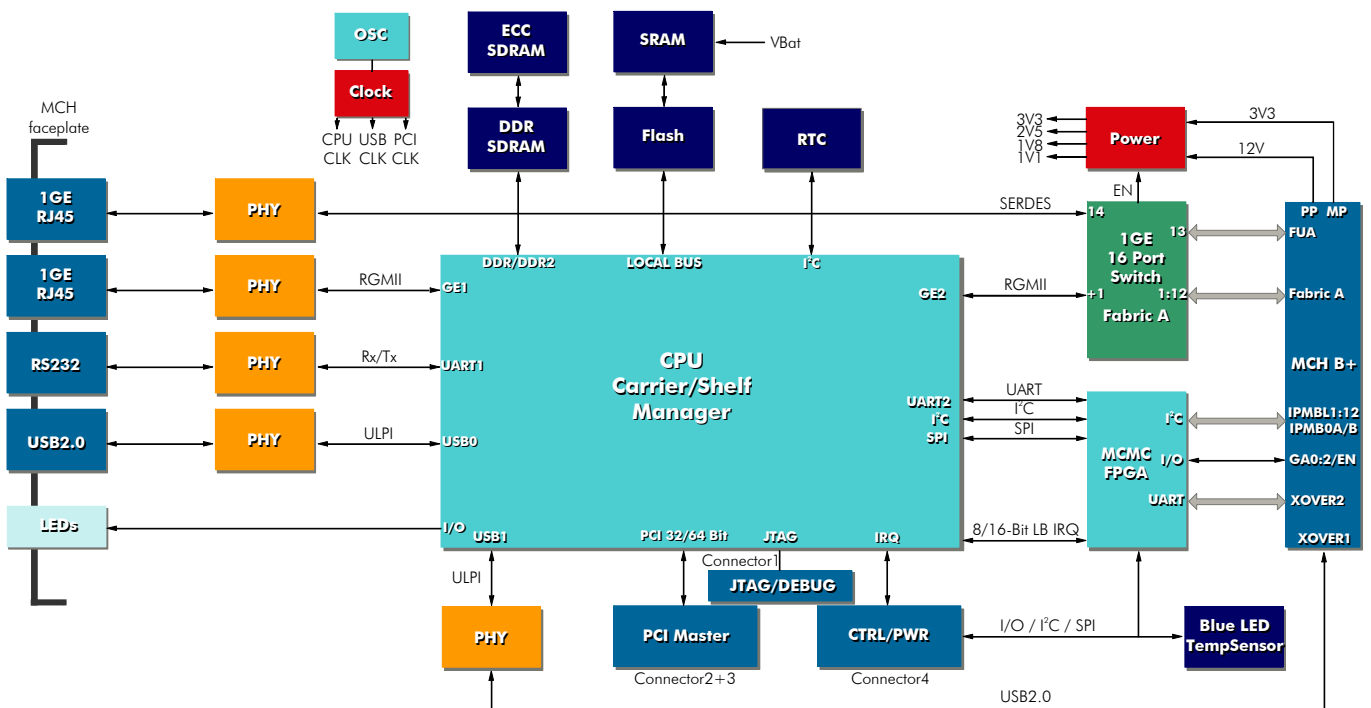 OSC
Clock
CPU CLK
USB CLK
PCI CLK
ECC SDRAM
DDR SDRAM
SRAM
VBat
Flash
RTC
MCH faceplate
3V3
2V5
1V8
1V1
Power
3V3
12V
EN
1GE RJ45
PHY
SERDES
14
13
1GE 16 Port Switch
+1
1:12
Fabric A
PP MP
FUA
Fabric A
MCH B+
IPMBL1:12
IPMB0A/B
GA0:2/EN
XOVER2
XOVER1
1GE RJ45
PHY
RGMII
GE1
DDR/DDR2
LOCAL BUS
I²C
GE2
RGMII
RS232
PHY
Rx/Tx
UART1
CPU
Carrier/Shelf
Manager
UART2
I²C
SPI
UART
I²C
SPI
USB2.0
PHY
ULPI
USB0
MCMC FPGA
I²C
I/O
UART
LEDs
I/O
USB1
PCI 32/64 Bit
JTAG
IRQ
8/16-Bit LB IRQ
Connector1
JTAG/DEBUG
ULPI
PHY
PCI Master
Connector2+3
CTRL/PWR
Connector4
I/O / I²C / SPI
Blue LED
TempSensor
USB2.0